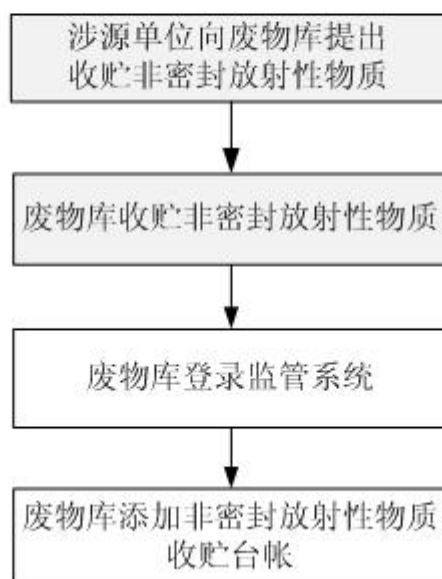 涉源单位向废物库提出
收贮非密封放射性物质
废物库收贮非密封放射性物质
废物库登录监管系统
废物库添加非密封放射性物质
收贮台帐